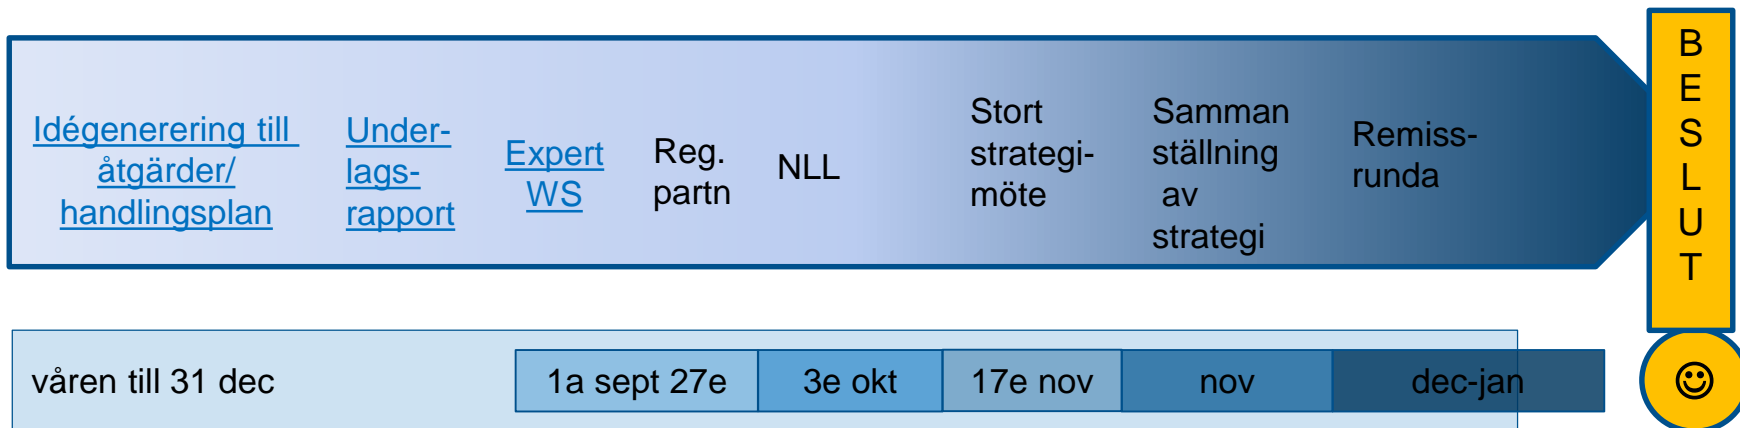 Idégenerering till
åtgärder/
handlingsplan
Under-
lags-
rapport
Expert
WS
Reg.
partn
NLL
Stort
strategi-
möte
Samman
ställning
av
strategi
Remiss-
runda
B
E
S
L
U
T
våren till 31 dec
1a sept 27e
3e okt
17e nov
nov
dec-jan